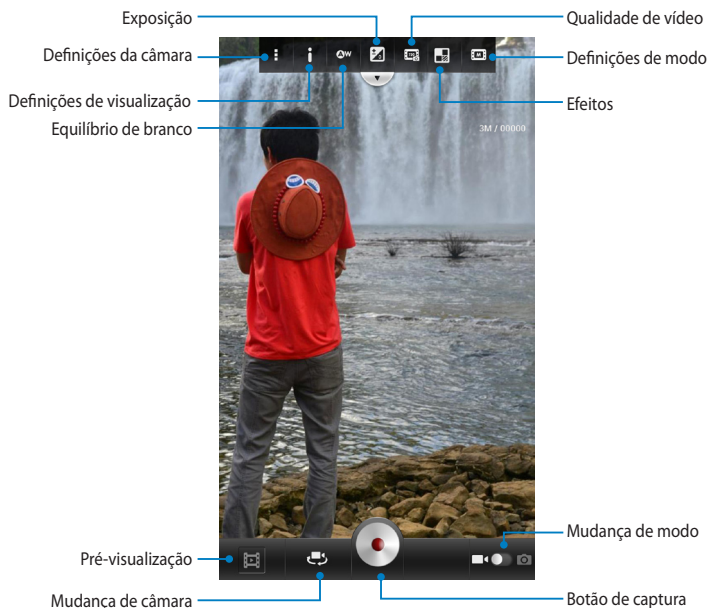 Exposição
Qualidade de vídeo
Definições da câmara
Definições de modo
Definições de visualização
Efeitos
Equilíbrio de branco
3M / 00000
Mudança de modo
Pré-visualização
Mudança de câmara
Botão de captura